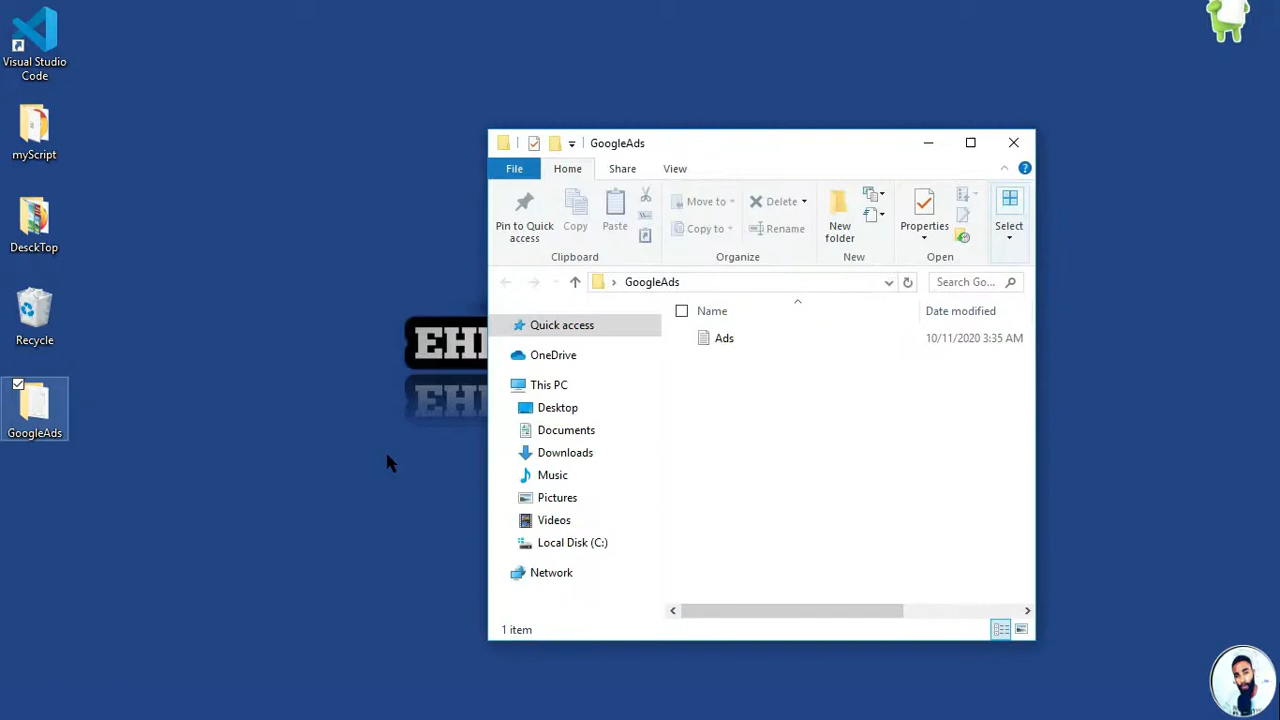 Visual Studio
Code
myScript
DesckTop
Recycle
GoogleAds
EHI
EHI
GoogleAds
File
Home
Share
View
Pin to Quick
access
Copy
Paste
Move to
Copy to
Delete
Rename
New
folder
Properties
Select
Clipboard
Organize
New
Open
GoogleAds
Search Go...
Name
Date modified
Ads
10/11/2020 3:35 AM
Quick access
OneDrive
This PC
Desktop
Documents
Downloads
Music
Pictures
Videos
Local Disk (C:)
Network
1 item